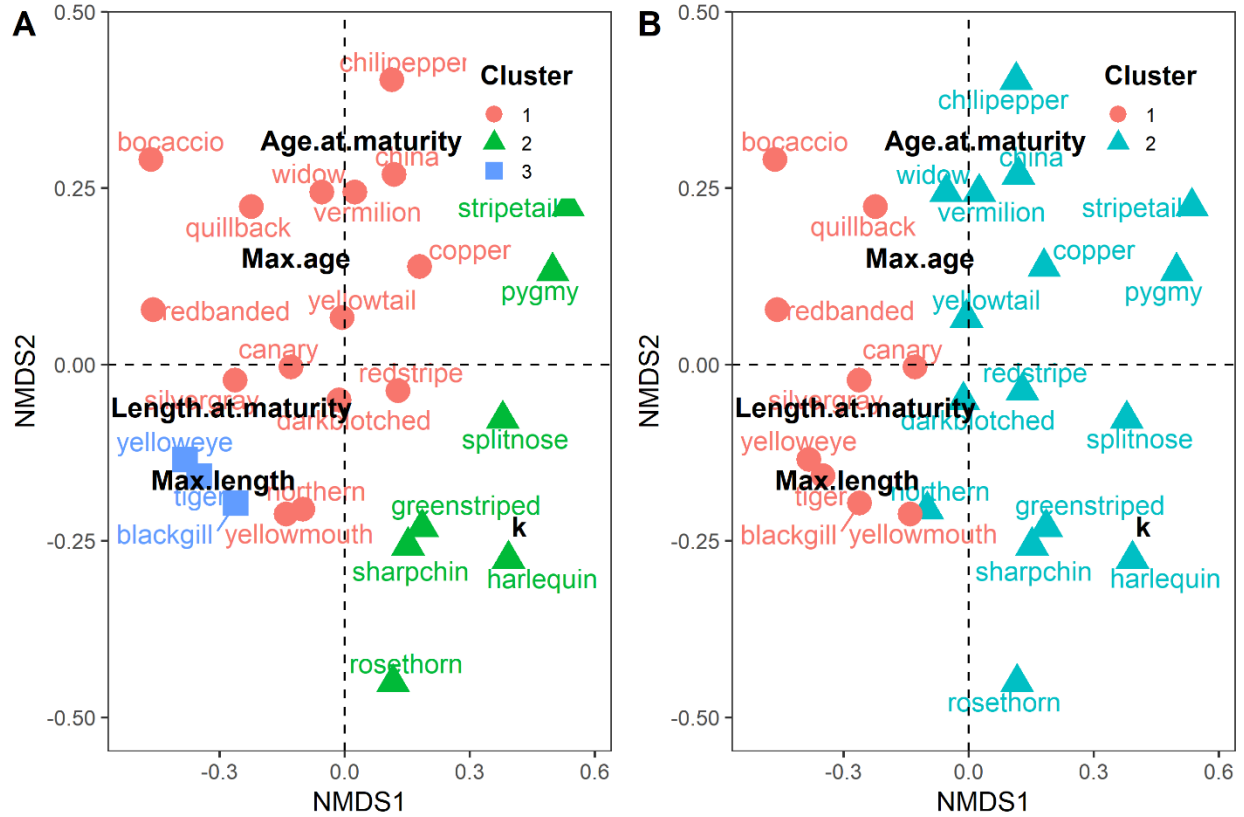 A
0.50
0.25
0.00
-0.25
-0.50
NMDS2
chilipepper
Cluster
1
2
3
bocaccio
Age.at.maturity
china
widow
vermilion
stripetail
quillback
Max.age
copper
pygmy
yellowtail
redbanded
canary
redstripe
silvergray
Length.at.maturity
darkblotched
splitnose
yelloweye
Max.length
tiger
northern
greenstriped
blackgill
yellowmouth
k
sharpchin
harlequin
rosethorn
-0.3
0.0
0.3
0.6
NMDS1
B
0.50
0.25
0.00
-0.25
-0.50
NMDS2
Cluster
1
2
chilipepper
bocaccio
Age.at.maturity
china
widow
vermilion
stripetail
quillback
Max.age
copper
pygmy
yellowtail
redbanded
canary
redstripe
silvergray
Length.at.maturity
darkblotched
splitnose
yelloweye
Max.length
tiger
northern
greenstriped
blackgill
yellowmouth
k
sharpchin
harlequin
rosethorn
-0.3
0.0
0.3
0.6
NMDS1